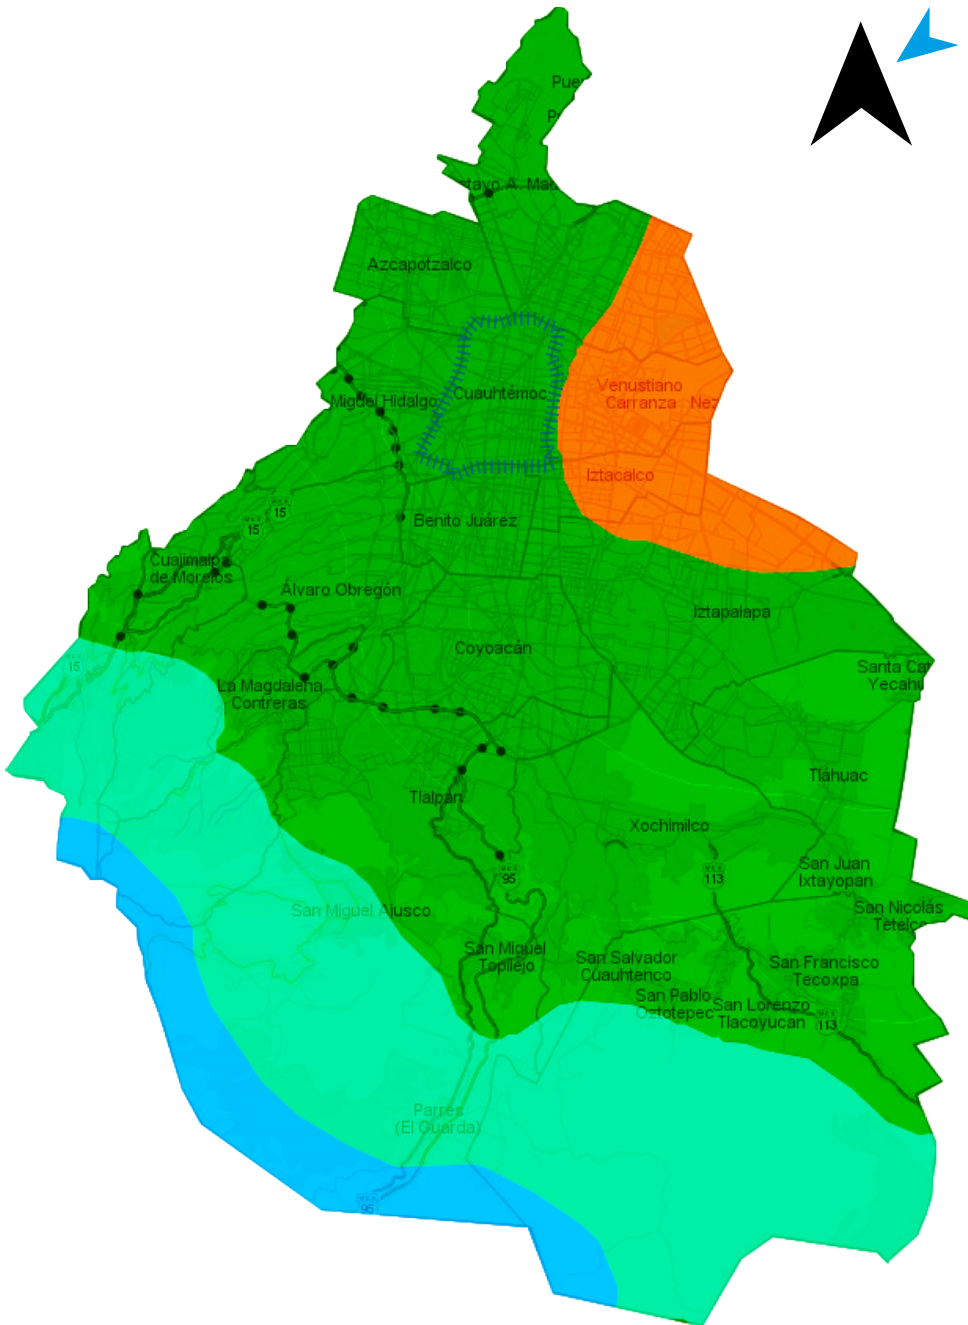 Azcapotzalco
Cuauhtémoc
Miguel Hidalgo
Venustiano
Carranza
Iztacalco
15
15
Benito Juárez
Cuajimalpa
de Morelos
Álvaro Obregón
Iztapalapa
Coyoacán
15
La Magdalena
Contreras
Tláhuac
Tlalpan
Xochimilco
San Juan
Ixtayopan
95
113
San Miguel Ajusco
San Nicolás
San Miguel
Topilejo
San Salvador
Cuauhtenco
San Francisco
Tecoxpa
San Pablo
Oztotepec
San Lorenzo
Tlacoyucan
113
Parres
(El Guarda)
95